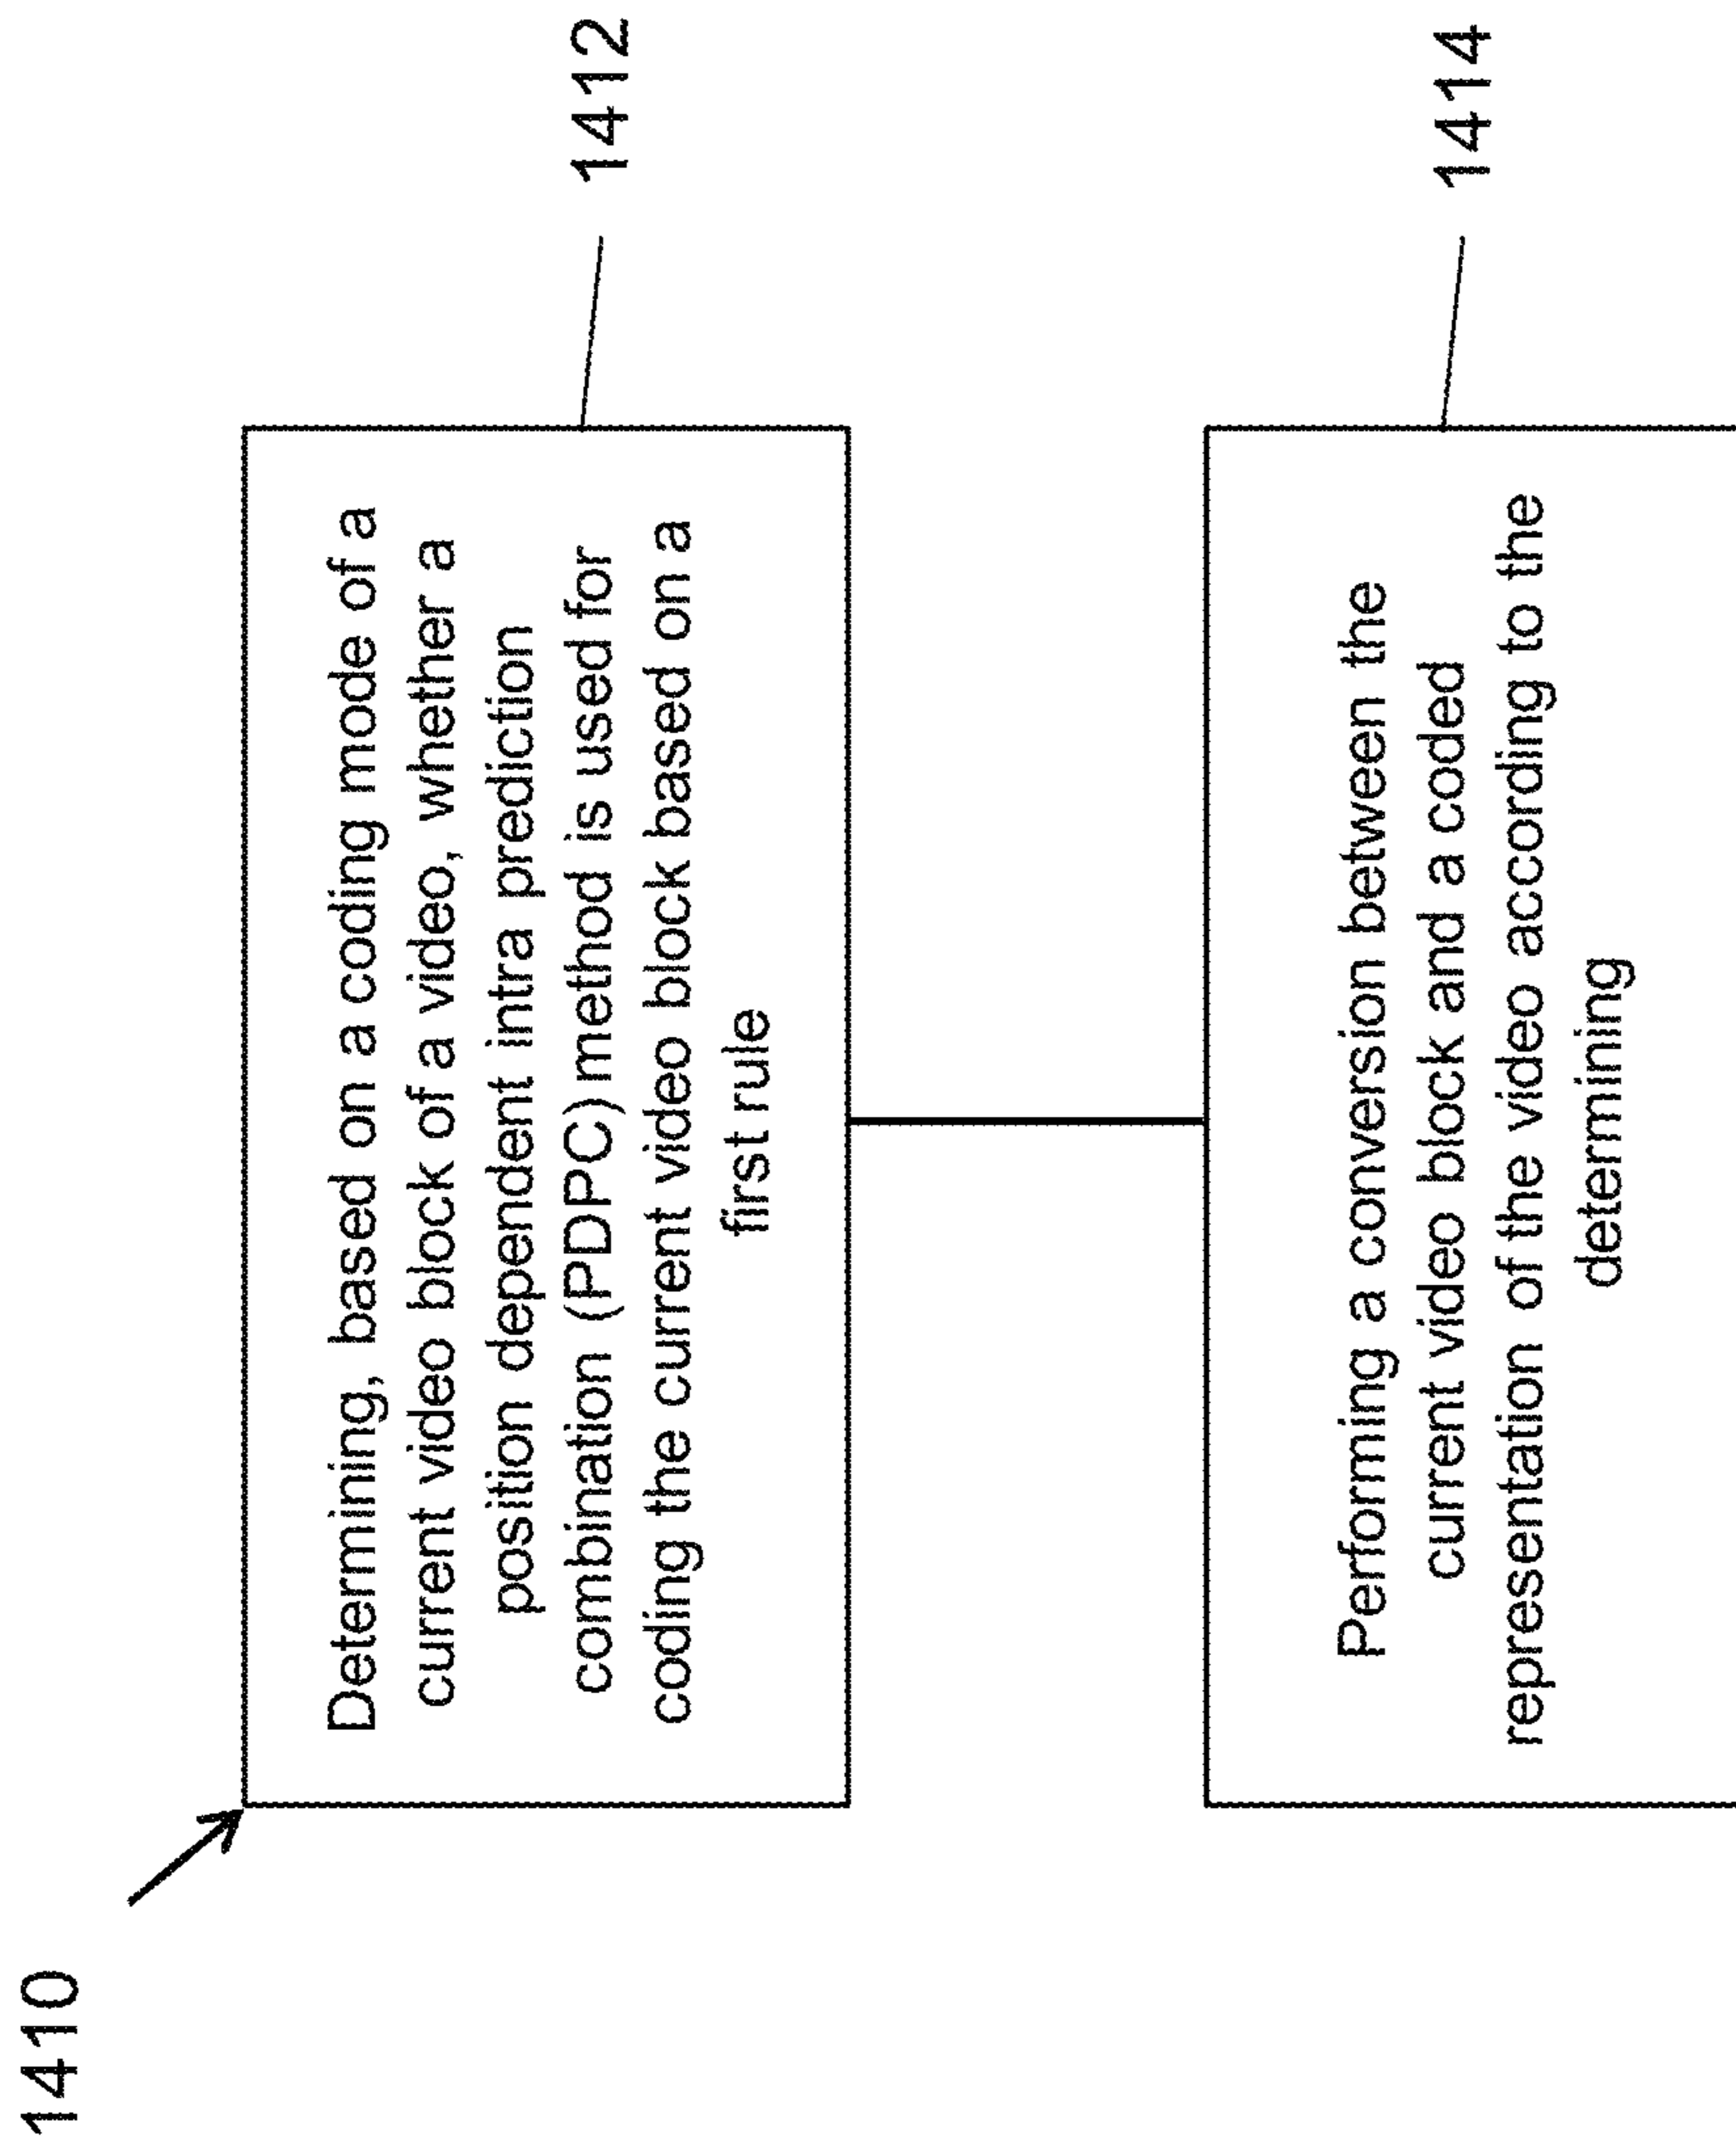 1410
Determining, based on a coding mode of a
current video block of a video, whether a
position dependent intra prediction
combination (PDPC) method is used for
coding the current video block based on a
first rule
1412
Performing a conversion between the
current video block and a coded
representation of the video according to the
determining
1414